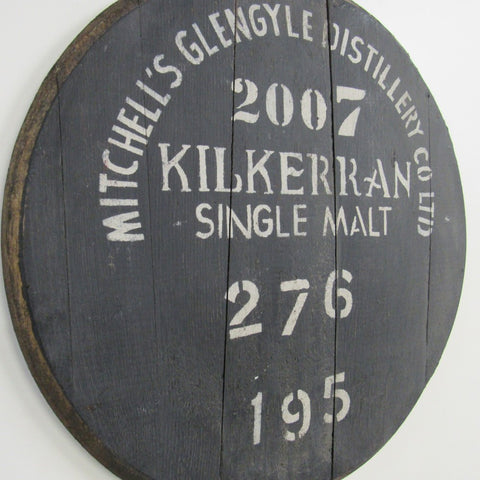 MITCHELL'S GLENGYLE DISTILLERY CO LTD
2007
KILKERRAN
SINGLE MALT
276
195